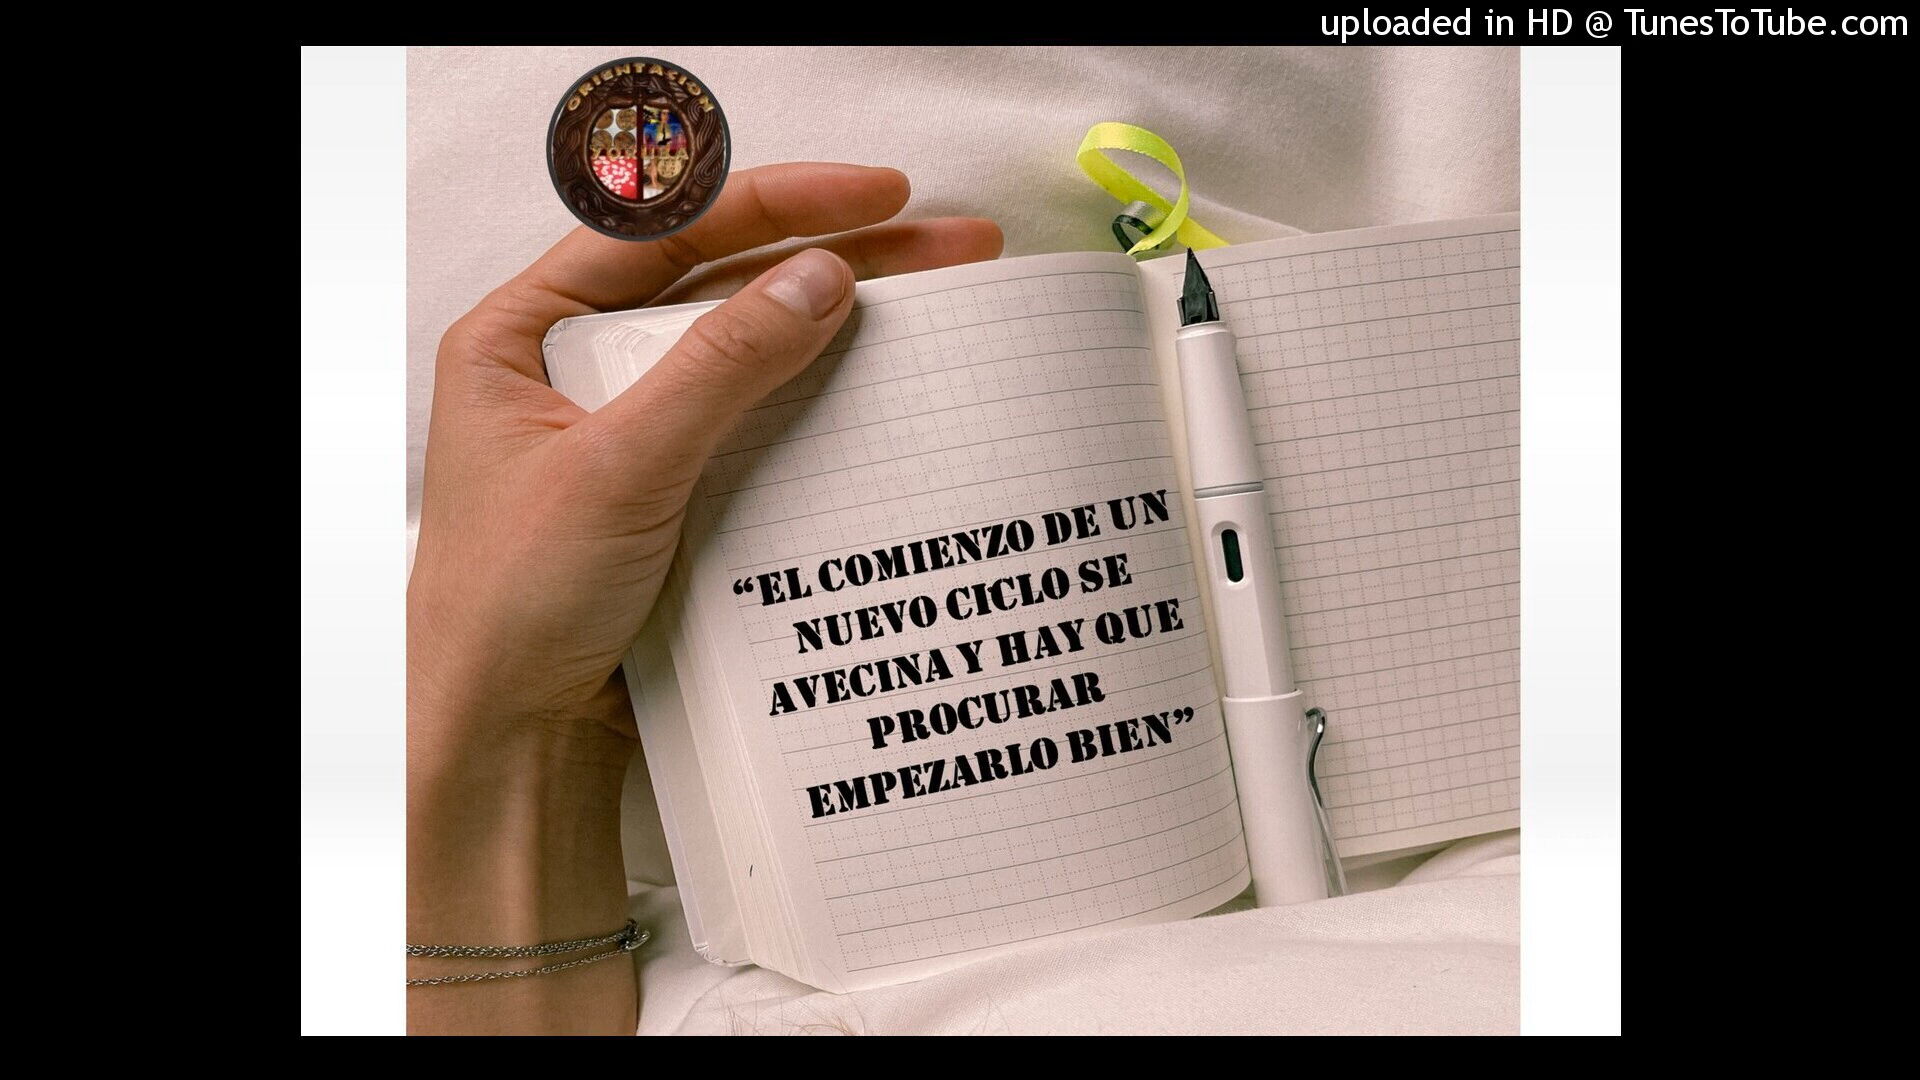 uploaded in HD @ TunesToTube.com
ORIENTACION
“EL COMIENZO DE UN
NUEVO CICLO SE
AVECINA Y HAY QUE
PROCURAR
EMPEZARLO BIEN”